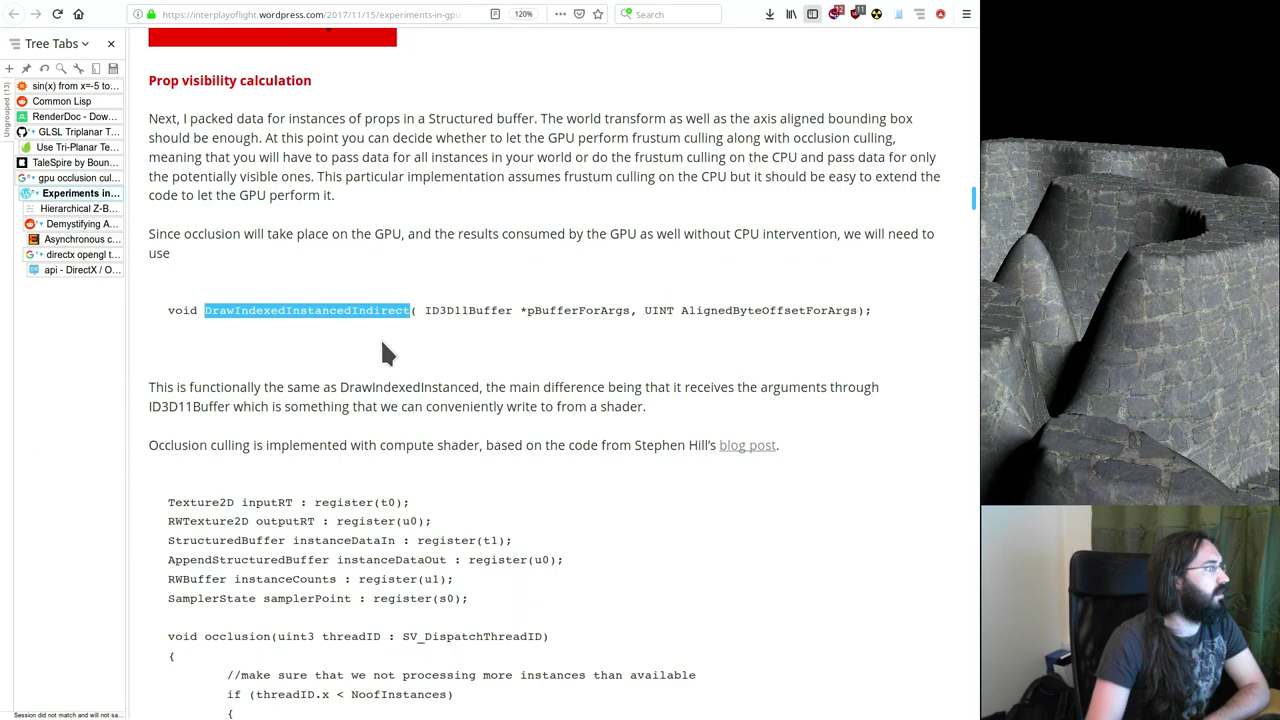 https://interplayoflight.wordpress.com/2017/11/15/experiments-in-gpu
120%
Search
12
11
Tree Tabs
Ungrouped (13)
sin(x) from x=-5 to...
Common Lisp
RenderDoc - Dow...
GLSL Triplanar T...
Use Tri-Planar Te...
TaleSpire by Boun...
gpu occlusion cul...
Experiments in...
Hierarchical Z-B...
Demystifying A...
Asynchronous c...
directx opengl t...
api - DirectX / O...
Session did not match and will not sa...
Prop visibility calculation
Next, I packed data for instances of props in a Structured buffer. The world transform as well as the axis aligned bounding box
should be enough. At this point you can decide whether to let the GPU perform frustum culling along with occlusion culling,
meaning that you will have to pass data for all instances in your world or do the frustum culling on the CPU and pass data for only
the potentially visible ones. This particular implementation assumes frustum culling on the CPU but it should be easy to extend the
code to let the GPU perform it.
Since occlusion will take place on the GPU, and the results consumed by the GPU as well without CPU intervention, we will need to
use
void DrawIndexedInstancedIndirect( ID3D11Buffer *pBufferForArgs, UINT AlignedByteOffsetForArgs);
This is functionally the same as DrawIndexedInstanced, the main difference being that it receives the arguments through
ID3D11Buffer which is something that we can conveniently write to from a shader.
Occlusion culling is implemented with compute shader, based on the code from Stephen Hill’s blog post.
Texture2D inputRT : register(t0);
RWTexture2D outputRT : register(u0);
StructuredBuffer instanceDataIn : register(t1);
AppendStructuredBuffer instanceDataOut : register(u0);
RWBuffer instanceCounts : register(u1);
SamplerState samplerPoint : register(s0);
void occlusion(uint3 threadID : SV_DispatchThreadID)
{
//make sure that we not processing more instances than available
if (threadID.x < NoofInstances)
{